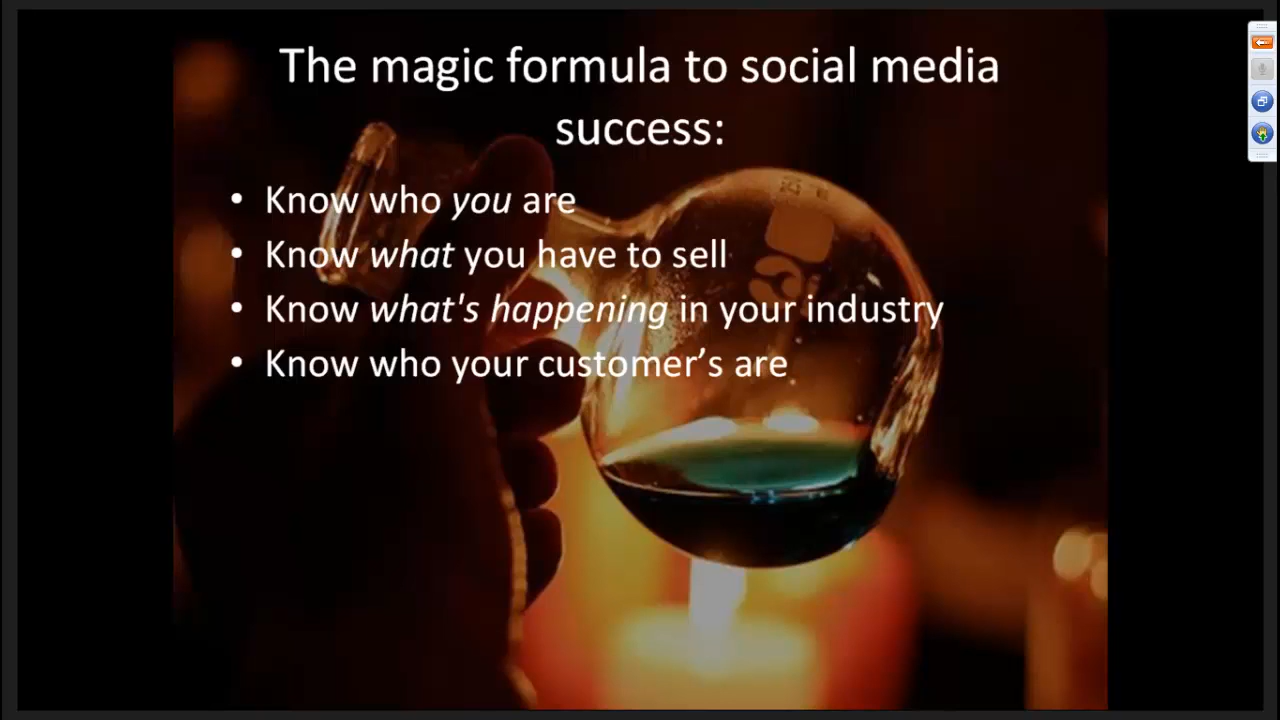 The magic formula to social media
success:
• Know who you are
• Know what you have to sell
• Know what's happening in your industry
• Know who your customer’s are